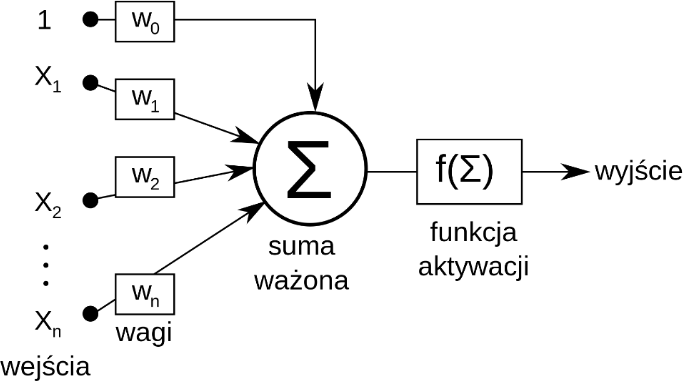 1
w0
X1
w1
X2
w2
Xn
wn
wejścia
wagi
Σ
suma
ważona
f(Σ)
funkcja
aktywacji
wyjście